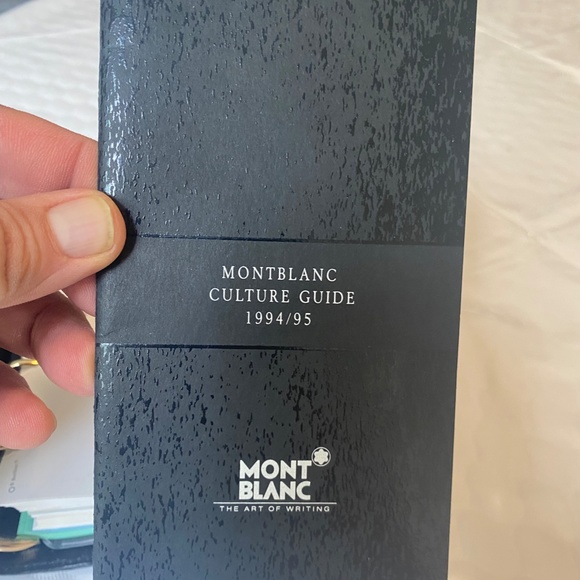 MONTBLANC
CULTURE GUIDE
1994/95
MONT
BLANC
THE ART OF WRITING